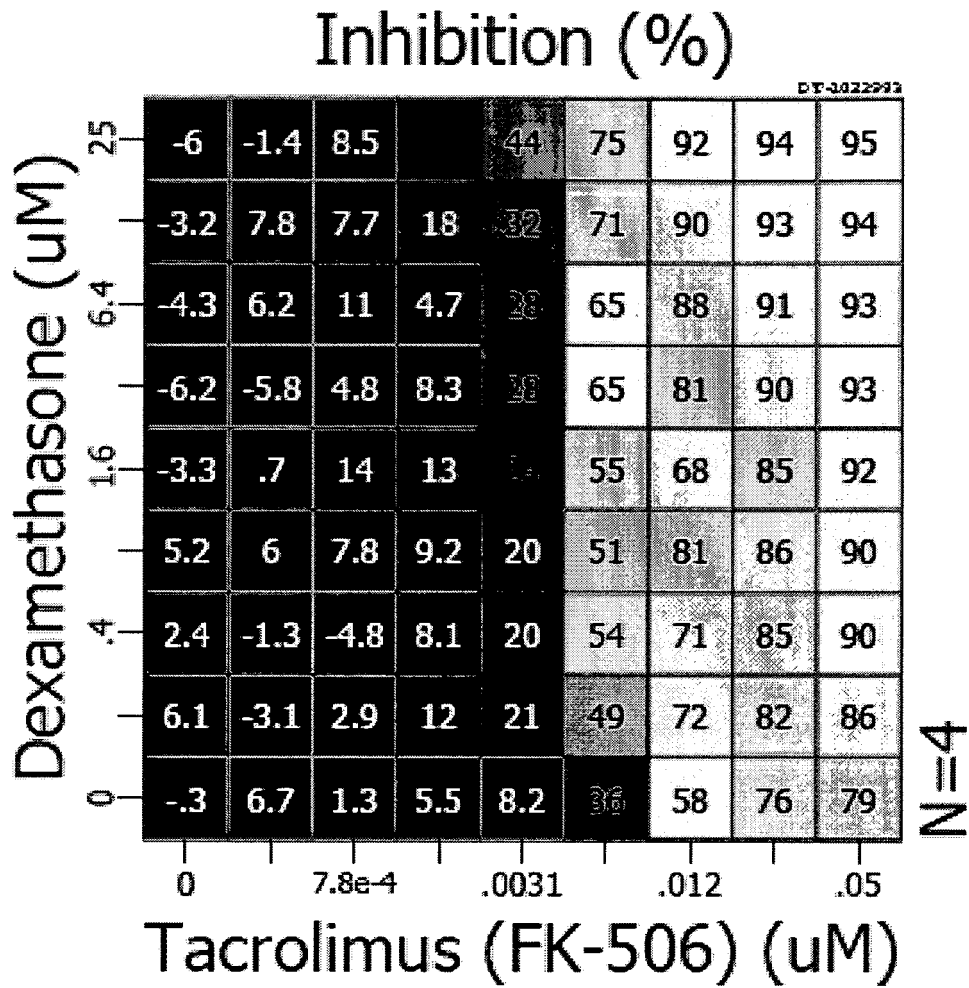 Inhibition (%)
Dexamethasone (uM)
25 -6 -1.4 8.5 44 75 92 94 95
-3.2 7.8 7.7 18 32 71 90 93 94
6.4 -4.3 6.2 11 4.7 28 65 88 91 93
-6.2 -5.8 4.8 8.3 28 65 81 90 93
1.6 -3.3 .7 14 13 55 68 85 92
5.2 6 7.8 9.2 20 51 81 86 90
.4 2.4 -1.3 -4.8 8.1 20 54 71 85 90
6.1 -3.1 2.9 12 21 49 72 82 86
0 -.3 6.7 1.3 5.5 8.2 36 58 76 79
N=4
0 7.8e-4 .0031 .012 .05
Tacrolimus (FK-506) (uM)